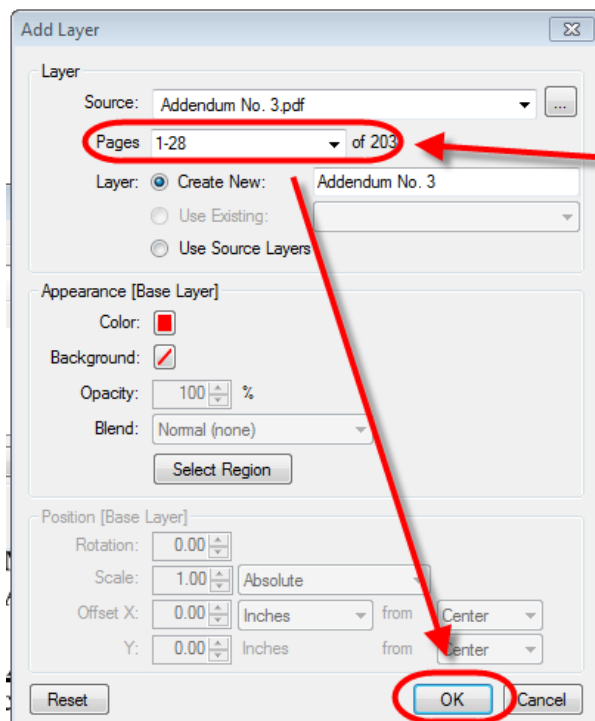 Add Layer
Layer
Source: Addendum No. 3.pdf ...
Pages 1-28 of 203
Layer: Create New: Addendum No. 3
Use Existing:
Use Source Layers
Appearance [Base Layer]
Color:
Background:
Opacity: 100 %
Blend: Normal (none)
Select Region
Position [Base Layer]
Rotation: 0.00
Scale: 1.00 Absolute
Offset X: 0.00 Inches from Center
Y: 0.00 Inches from Center
Reset OK Cancel